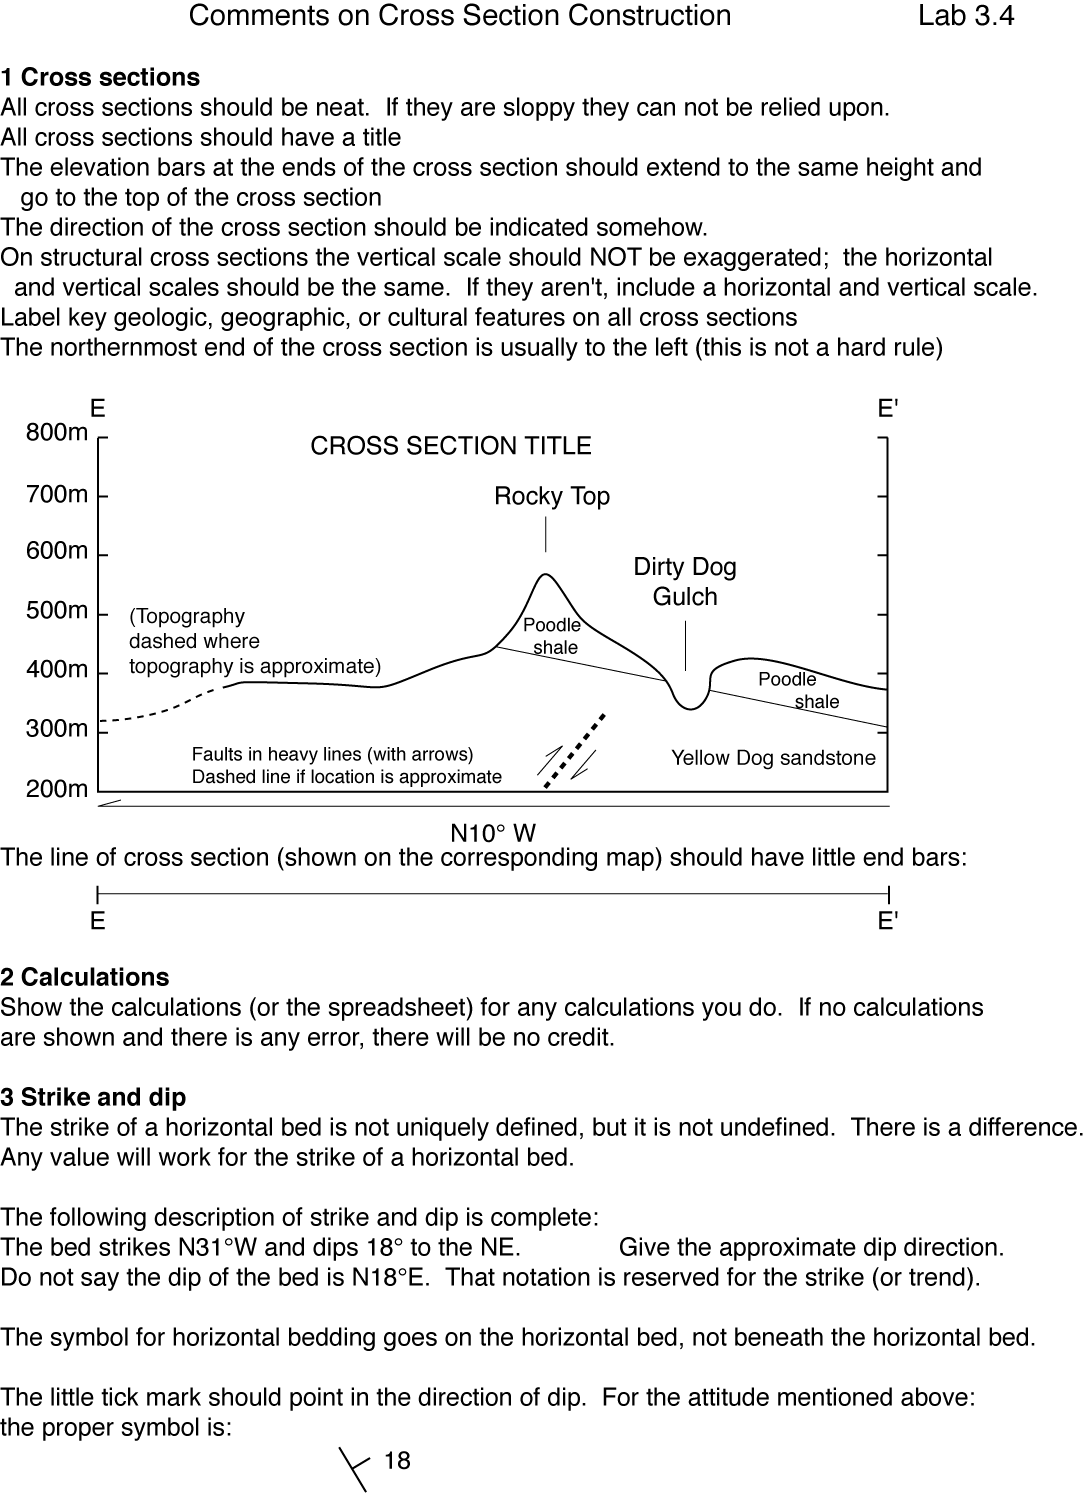 Comments on Cross Section Construction Lab 3.4
1 Cross sections
All cross sections should be neat. If they are sloppy they can not be relied upon.
All cross sections should have a title
The elevation bars at the ends of the cross section should extend to the same height and
go to the top of the cross section
The direction of the cross section should be indicated somehow.
On structural cross sections the vertical scale should NOT be exaggerated; the horizontal
and vertical scales should be the same. If they aren't, include a horizontal and vertical scale.
Label key geologic, geographic, or cultural features on all cross sections
The northernmost end of the cross section is usually to the left (this is not a hard rule)
E E'
800m
CROSS SECTION TITLE
700m
Rocky Top
600m
Dirty Dog
Gulch
500m
(Topography
dashed where
topography is approximate)
Poodle
shale
400m
Poodle
shale
300m
Faults in heavy lines (with arrows)
Dashed line if location is approximate
Yellow Dog sandstone
200m
N10° W
The line of cross section (shown on the corresponding map) should have little end bars:
E E'
2 Calculations
Show the calculations (or the spreadsheet) for any calculations you do. If no calculations
are shown and there is any error, there will be no credit.
3 Strike and dip
The strike of a horizontal bed is not uniquely defined, but it is not undefined. There is a difference.
Any value will work for the strike of a horizontal bed.
The following description of strike and dip is complete:
The bed strikes N31°W and dips 18° to the NE. Give the approximate dip direction.
Do not say the dip of the bed is N18°E. That notation is reserved for the strike (or trend).
The symbol for horizontal bedding goes on the horizontal bed, not beneath the horizontal bed.
The little tick mark should point in the direction of dip. For the attitude mentioned above:
the proper symbol is:
18